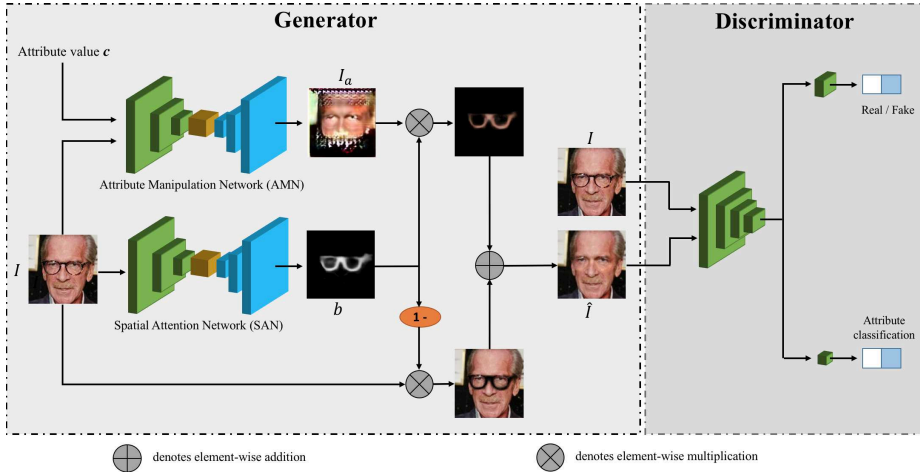 Generator
Discriminator
Attribute value c
I_a
Attribute Manipulation Network (AMN)
Real / Fake
I
I
Spatial Attention Network (SAN)
b
Î
1 -
Attribute
classification
denotes element-wise addition
denotes element-wise multiplication